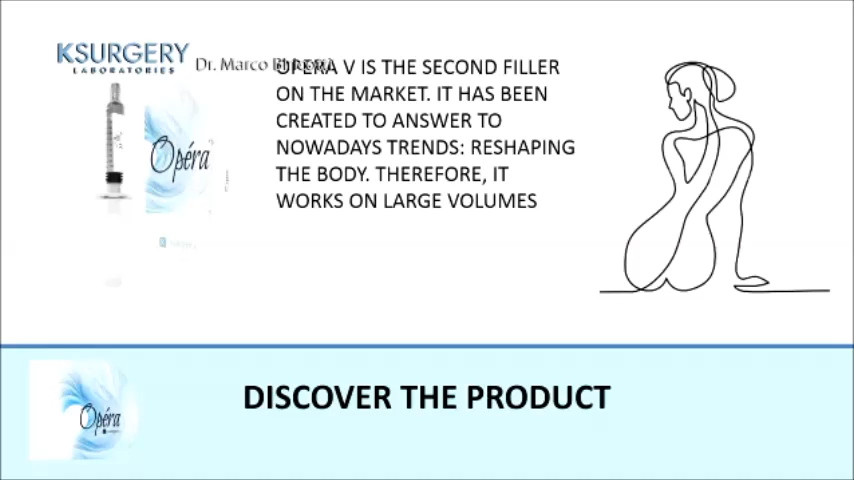 KSURGERY
LABORATORIES
Dr. Marco
OPERA V IS THE SECOND FILLER
ON THE MARKET. IT HAS BEEN
CREATED TO ANSWER TO
NOWADAYS TRENDS: RESHAPING
THE BODY. THEREFORE, IT
WORKS ON LARGE VOLUMES
Opéra
DISCOVER THE PRODUCT
Opéra